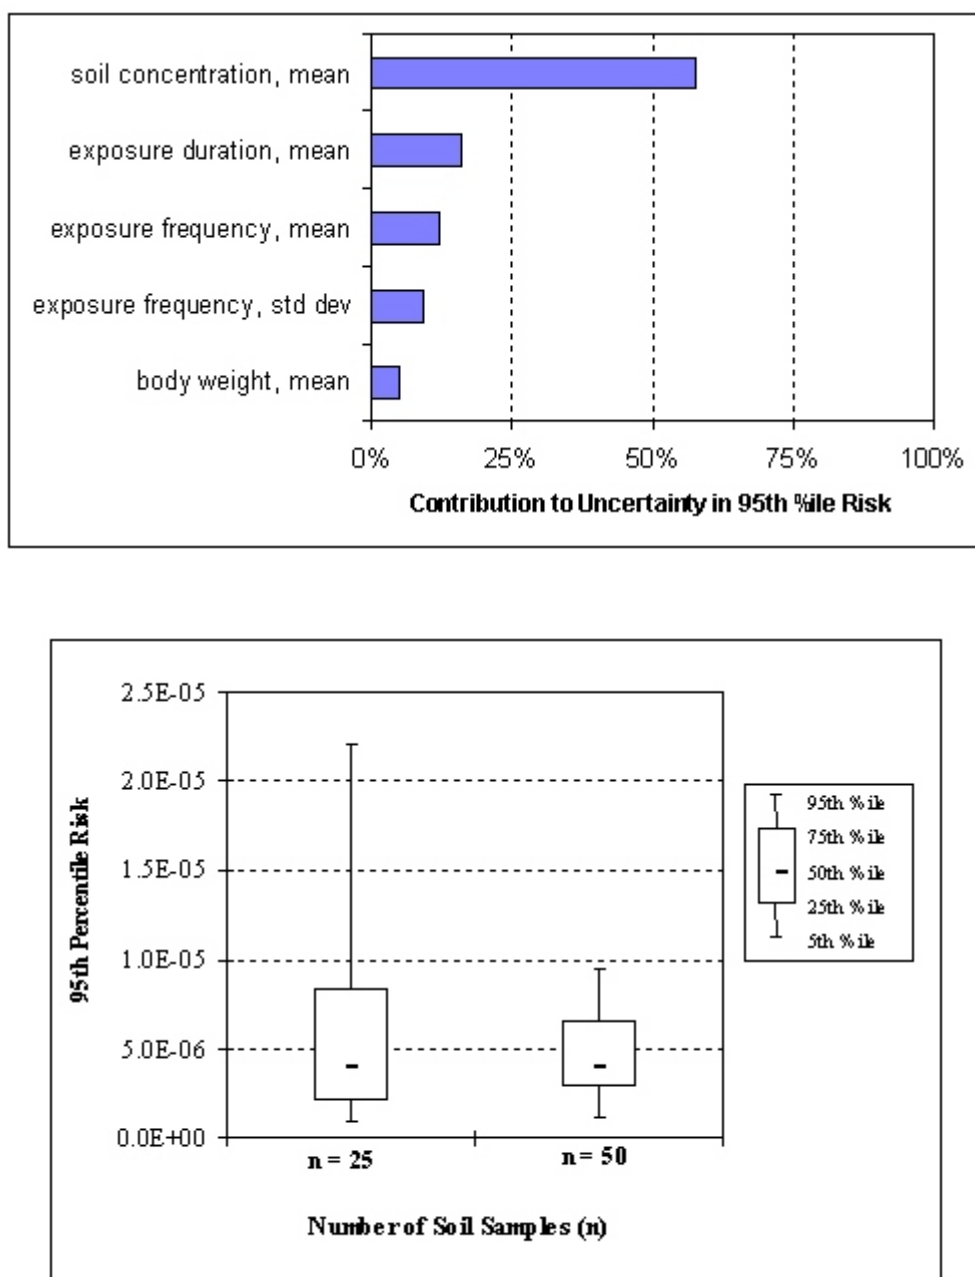 soil concentration, mean
exposure duration, mean
exposure frequency, mean
exposure frequency, std dev
body weight, mean
0% 25% 50% 75% 100%
Contribution to Uncertainty in 95th %ile Risk
2.5E-05
2.0E-05
1.5E-05
1.0E-05
5.0E-06
0.0E+00
95th Percentile Risk
n = 25 n = 50
Number of Soil Samples (n)
95th %ile
75th %ile
50th %ile
25th %ile
5th %ile